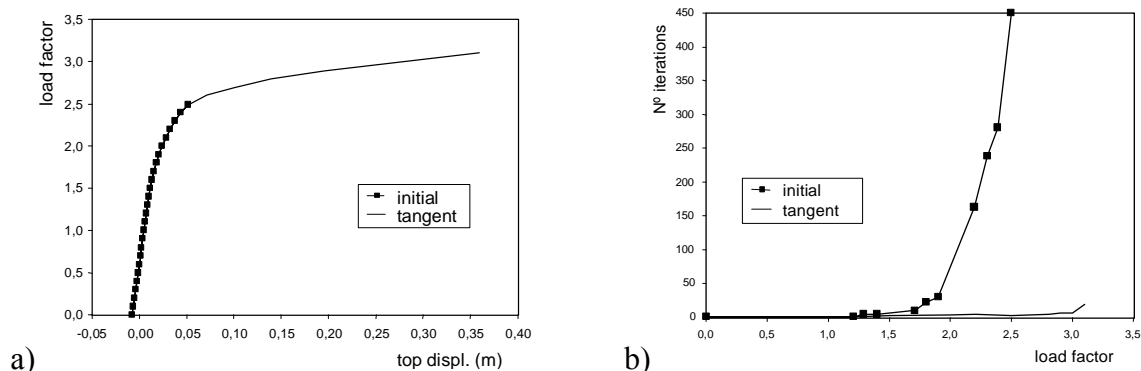 3,5
3,0
2,5
2,0
1,5
1,0
0,5
0,0
load factor
-0,05 0,00 0,05 0,10 0,15 0,20 0,25 0,30 0,35 0,40
top displ. (m)
initial
tangent
a)
450
400
350
300
250
200
150
100
50
0
Nº iterations
0,0 0,5 1,0 1,5 2,0 2,5 3,0 3,5
load factor
initial
tangent
b)